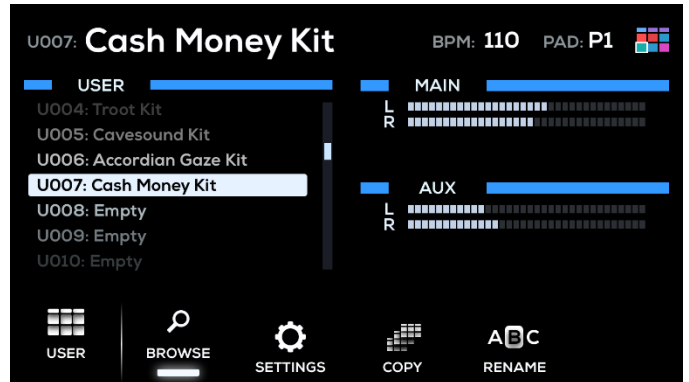 U007: Cash Money Kit
BPM: 110 PAD: P1
USER
U004: Troot Kit
U005: Cavesound Kit
U006: Accordian Gaze Kit
U007: Cash Money Kit
U008: Empty
U009: Empty
U010: Empty
MAIN
L
R
AUX
L
R
USER
BROWSE
SETTINGS
COPY
ABC
RENAME